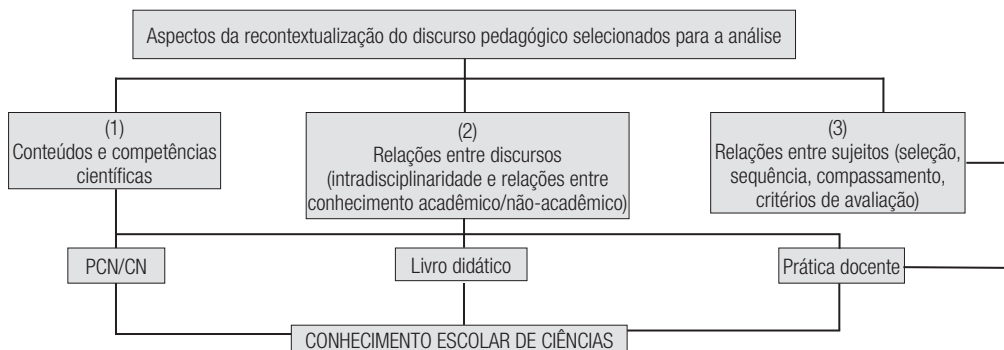 Aspectos da recontextualização do discurso pedagógico selecionados para a análise
(1)
Conteúdos e competências
científicas
(2)
Relações entre discursos
(intradisciplinaridade e relações entre
conhecimento acadêmico/não-acadêmico)
(3)
Relações entre sujeitos (seleção,
sequência, compassamento,
critérios de avaliação)
PCN/CN
Livro didático
Prática docente
CONHECIMENTO ESCOLAR DE CIÊNCIAS